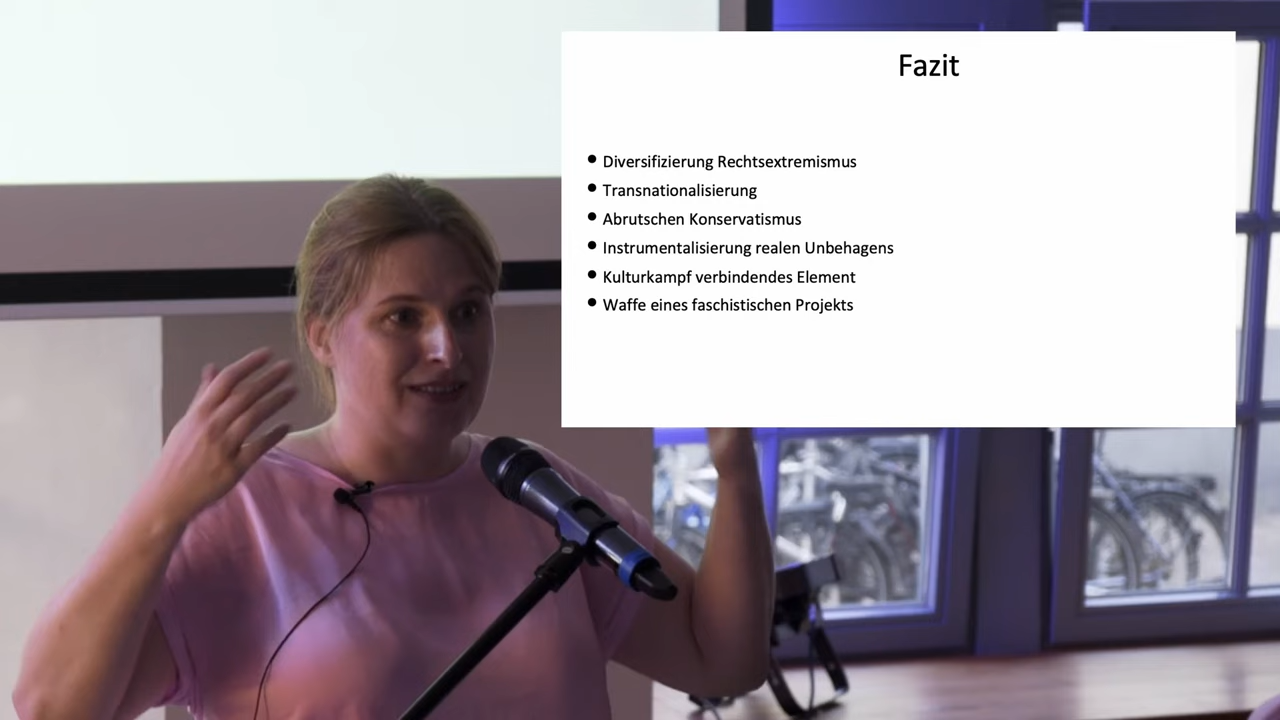 Fazit
• Diversifizierung Rechtsextremismus
• Transnationalisierung
• Abrutschen Konservatismus
• Instrumentalisierung realen Unbehagens
• Kulturkampf verbindendes Element
• Waffe eines faschistischen Projekts